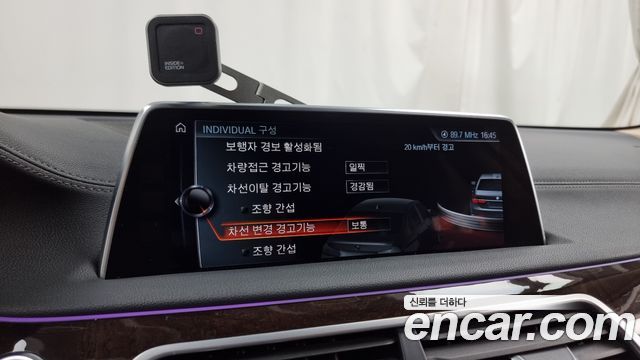 INSIDE
EDITION
INDIVIDUAL 구성
89.7 MHz 16:45
보행자 경보 활성화됨
20 km/h부터 경고
차량접근 경고기능 일찍
차선이탈 경고기능 경감됨
조향 간섭
차선 변경 경고기능 보통
조향 간섭
신뢰를 더하다
encar.com